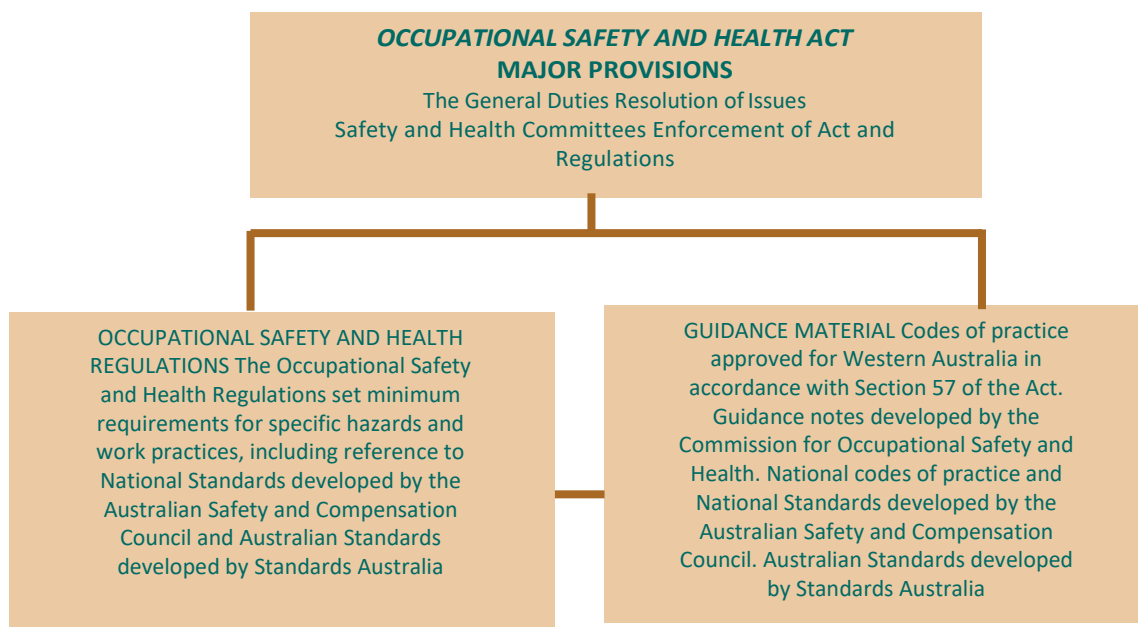 OCCUPATIONAL SAFETY AND HEALTH ACT
MAJOR PROVISIONS
The General Duties Resolution of Issues
Safety and Health Committees Enforcement of Act and
Regulations
OCCUPATIONAL SAFETY AND HEALTH
REGULATIONS The Occupational Safety
and Health Regulations set minimum
requirements for specific hazards and
work practices, including reference to
National Standards developed by the
Australian Safety and Compensation
Council and Australian Standards
developed by Standards Australia
GUIDANCE MATERIAL Codes of practice
approved for Western Australia in
accordance with Section 57 of the Act.
Guidance notes developed by the
Commission for Occupational Safety and
Health. National codes of practice and
National Standards developed by the
Australian Safety and Compensation
Council. Australian Standards developed
by Standards Australia